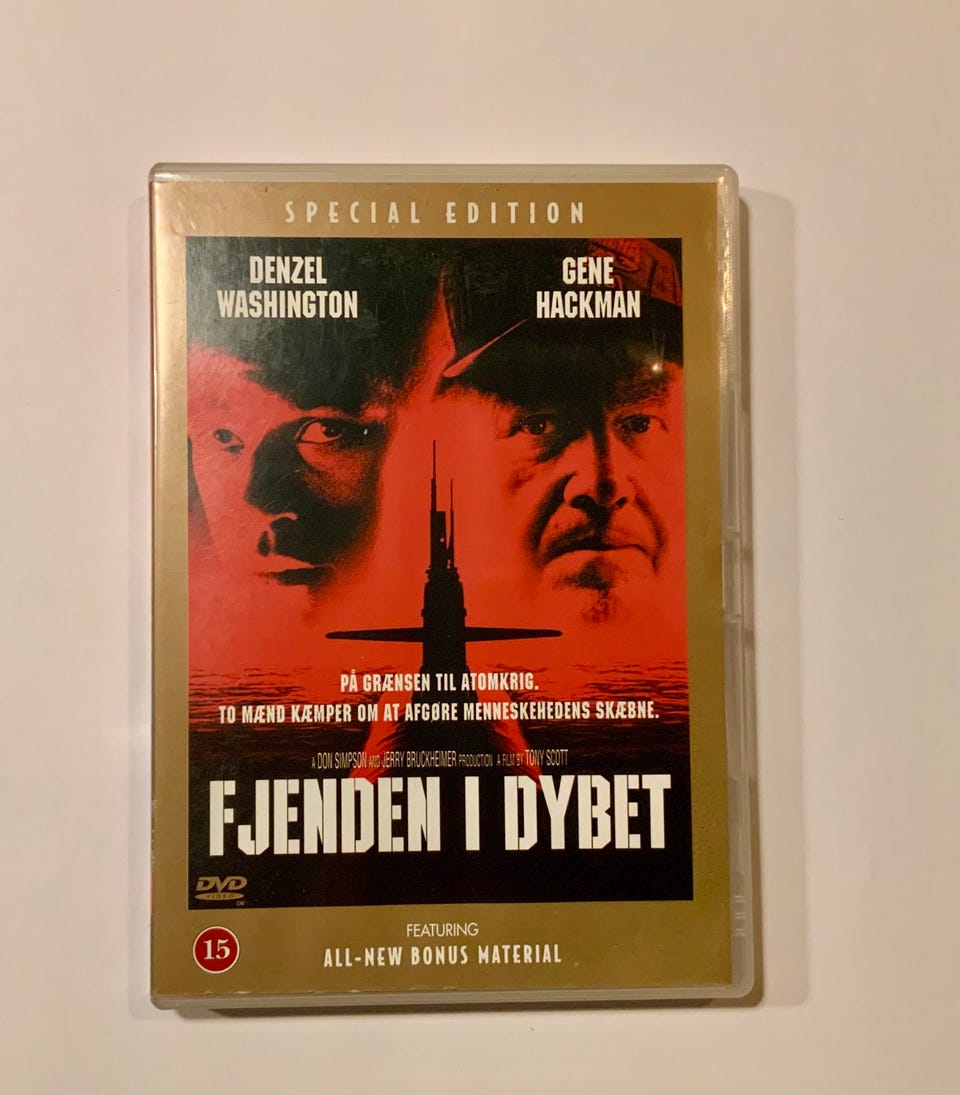 SPECIAL EDITION
DENZEL
WASHINGTON
GENE
HACKMAN
PÅ GRÆNSEN TIL ATOMKRIG.
TO MÆND KÆMPER OM AT AFGØRE MENNESKEHEDENS SKÆBNE.
A DON SIMPSON AND JERRY BRUCKHEIMER PRODUCTION A FILM BY TONY SCOTT
FJENDEN I DYBET
DVD
VIDEO
TM
15
FEATURING
ALL-NEW BONUS MATERIAL